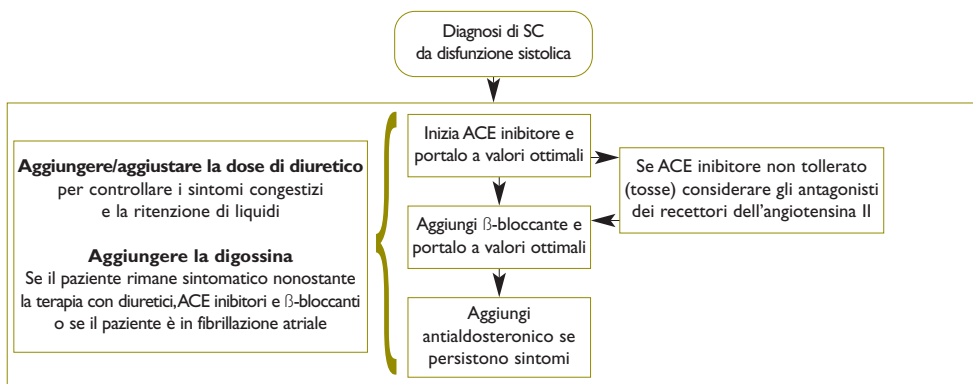 Diagnosi di SC
da disfunzione sistolica
Aggiungere/aggiustare la dose di diuretico
per controllare i sintomi congestizi
e la ritenzione di liquidi
Aggiungere la digossina
Se il paziente rimane sintomatico nonostante
la terapia con diuretici, ACE inibitori e ß-bloccanti
o se il paziente è in fibrillazione atriale
Inizia ACE inibitore e
portalo a valori ottimali
Se ACE inibitore non tollerato
(tosse) considerare gli antagonisti
dei recettori dell'angiotensina II
Aggiungi ß-bloccante e
portalo a valori ottimali
Aggiungi
antialdosteronico se
persistono sintomi